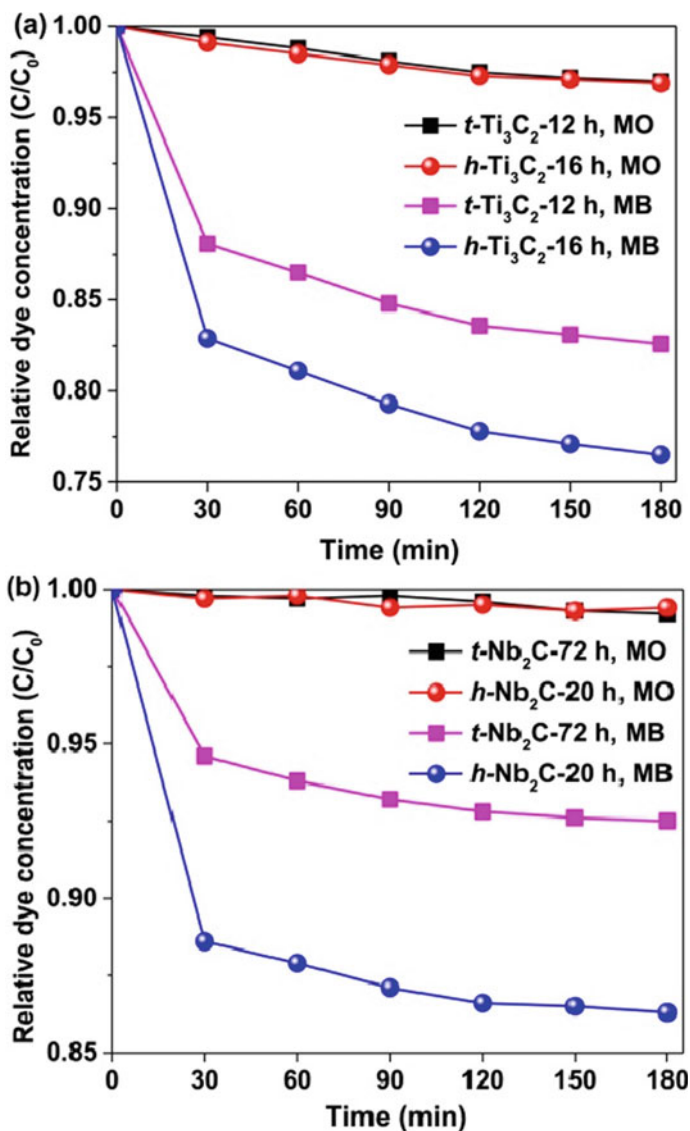 (a)
1.00
0.95
0.90
0.85
0.80
0.75
Relative dye concentration (C/C₀)
t-Ti₃C₂-12 h, MO
h-Ti₃C₂-16 h, MO
t-Ti₃C₂-12 h, MB
h-Ti₃C₂-16 h, MB
0 30 60 90 120 150 180
Time (min)
(b)
1.00
0.95
0.90
0.85
Relative dye concentration (C/C₀)
t-Nb₂C-72 h, MO
h-Nb₂C-20 h, MO
t-Nb₂C-72 h, MB
h-Nb₂C-20 h, MB
0 30 60 90 120 150 180
Time (min)